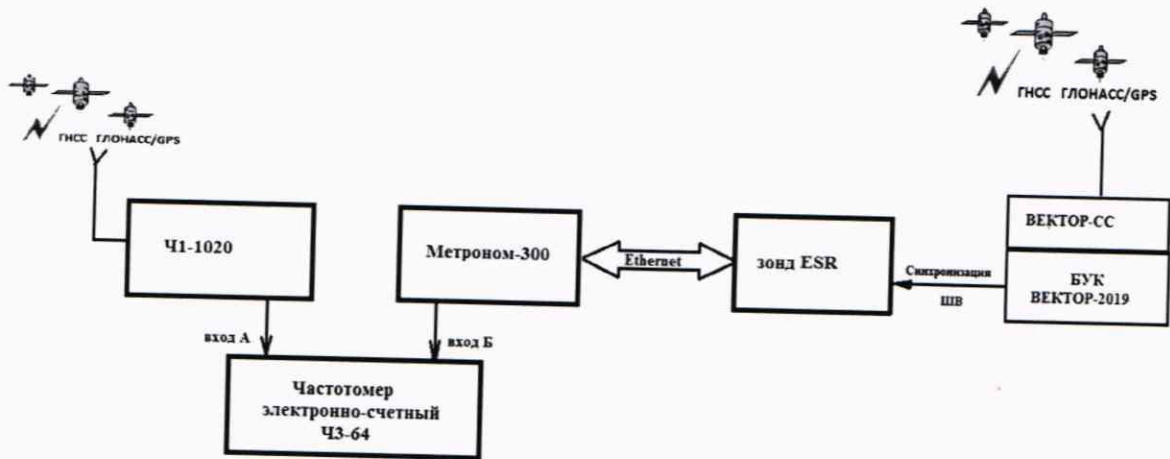 ГНСС ГЛОНАСС/GPS
ГНСС ГЛОНАСС/GPS
Ч1-1020
Метроном-300
Ethernet
зонд ESR
Синхронизация
ШВ
ВЕКТОР-СС
БУК
ВЕКТОР-2019
вход А
вход Б
Частотомер
электронно-счетный
Ч3-64